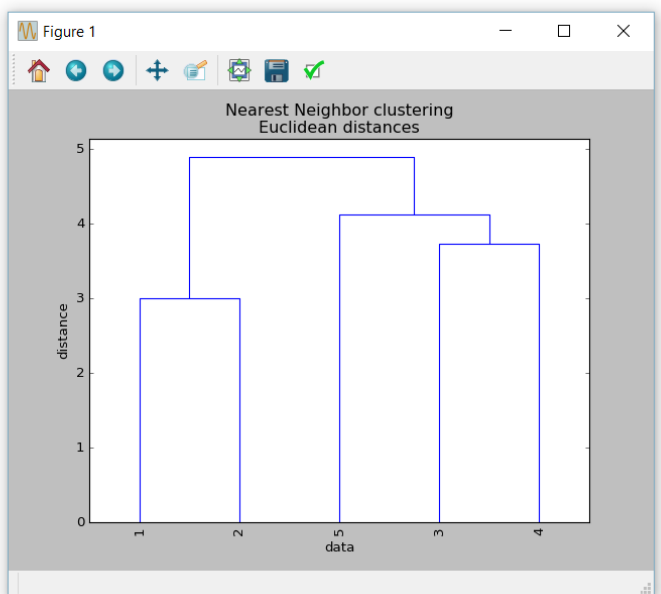 Figure 1
Nearest Neighbor clustering
Euclidean distances
5
4
3
2
1
0
distance
1 2 5 3 4
data